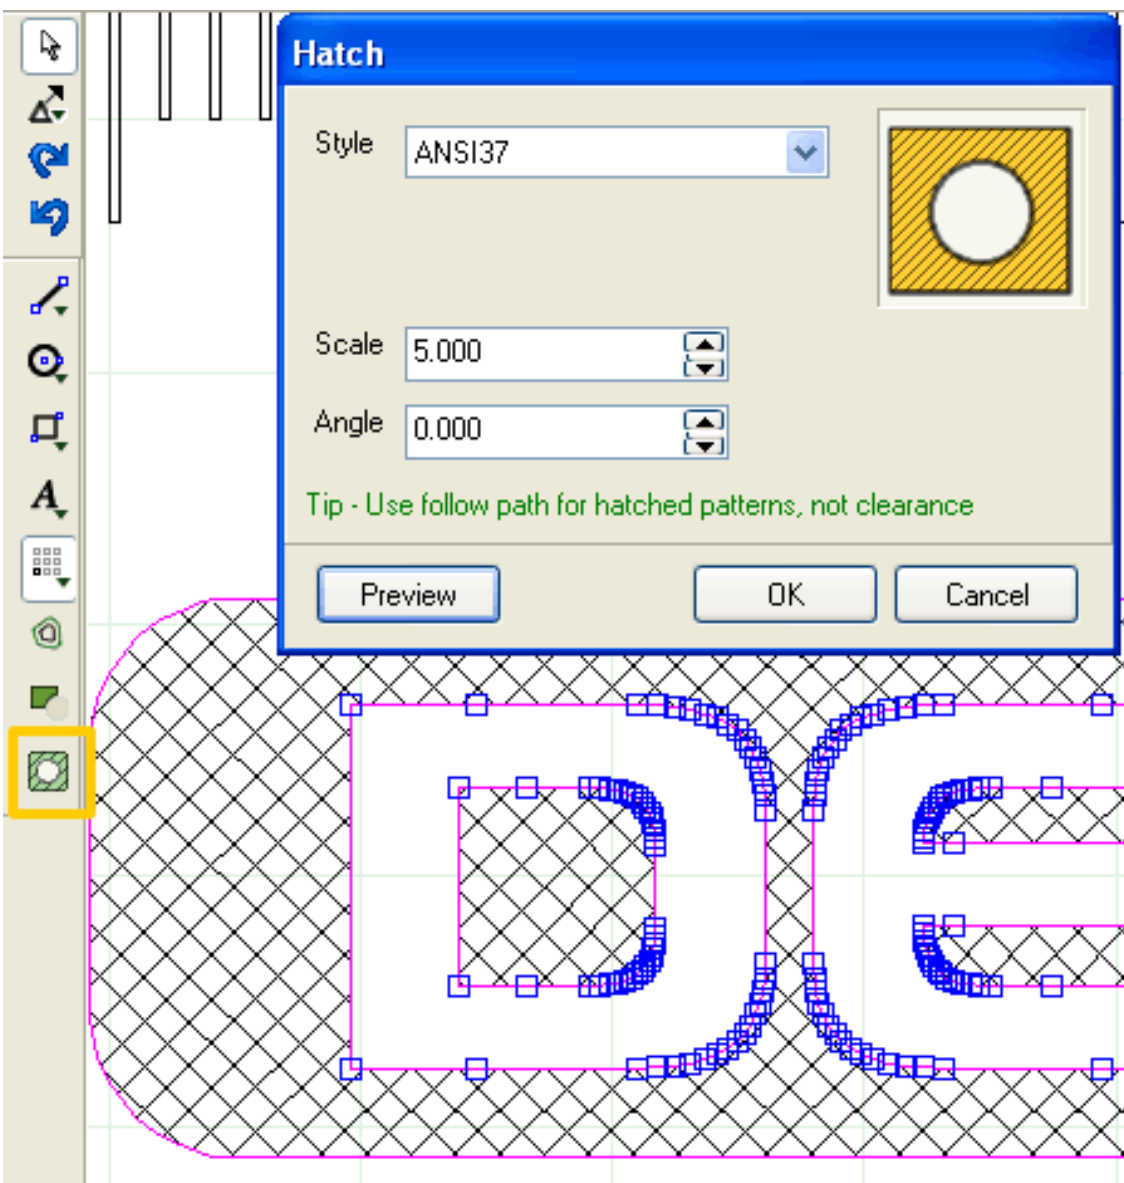 Hatch
Style
ANSI37
Scale
5.000
Angle
0.000
Tip - Use follow path for hatched patterns, not clearance
Preview
OK
Cancel
A
DE